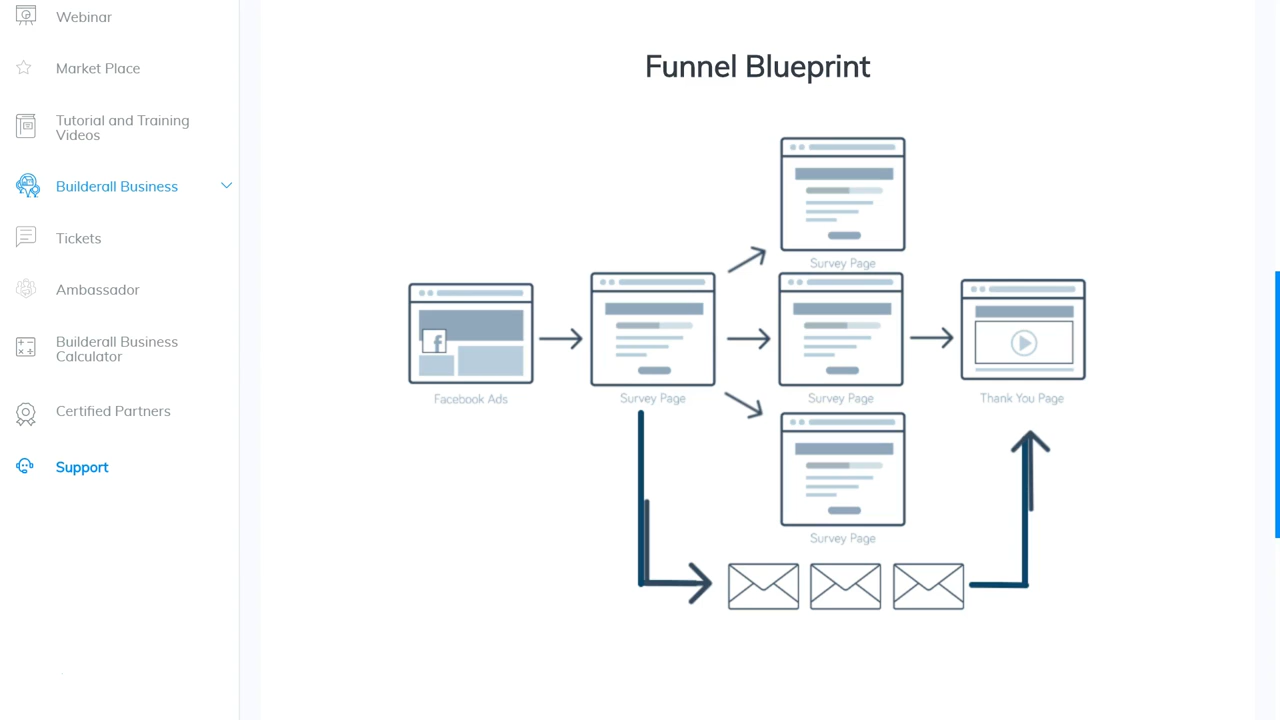 Webinar
Market Place
Tutorial and Training
Videos
Builderall Business
Tickets
Ambassador
Builderall Business
Calculator
Certified Partners
Support
Funnel Blueprint
Survey Page
Facebook Ads
Survey Page
Survey Page
Thank You Page
Survey Page